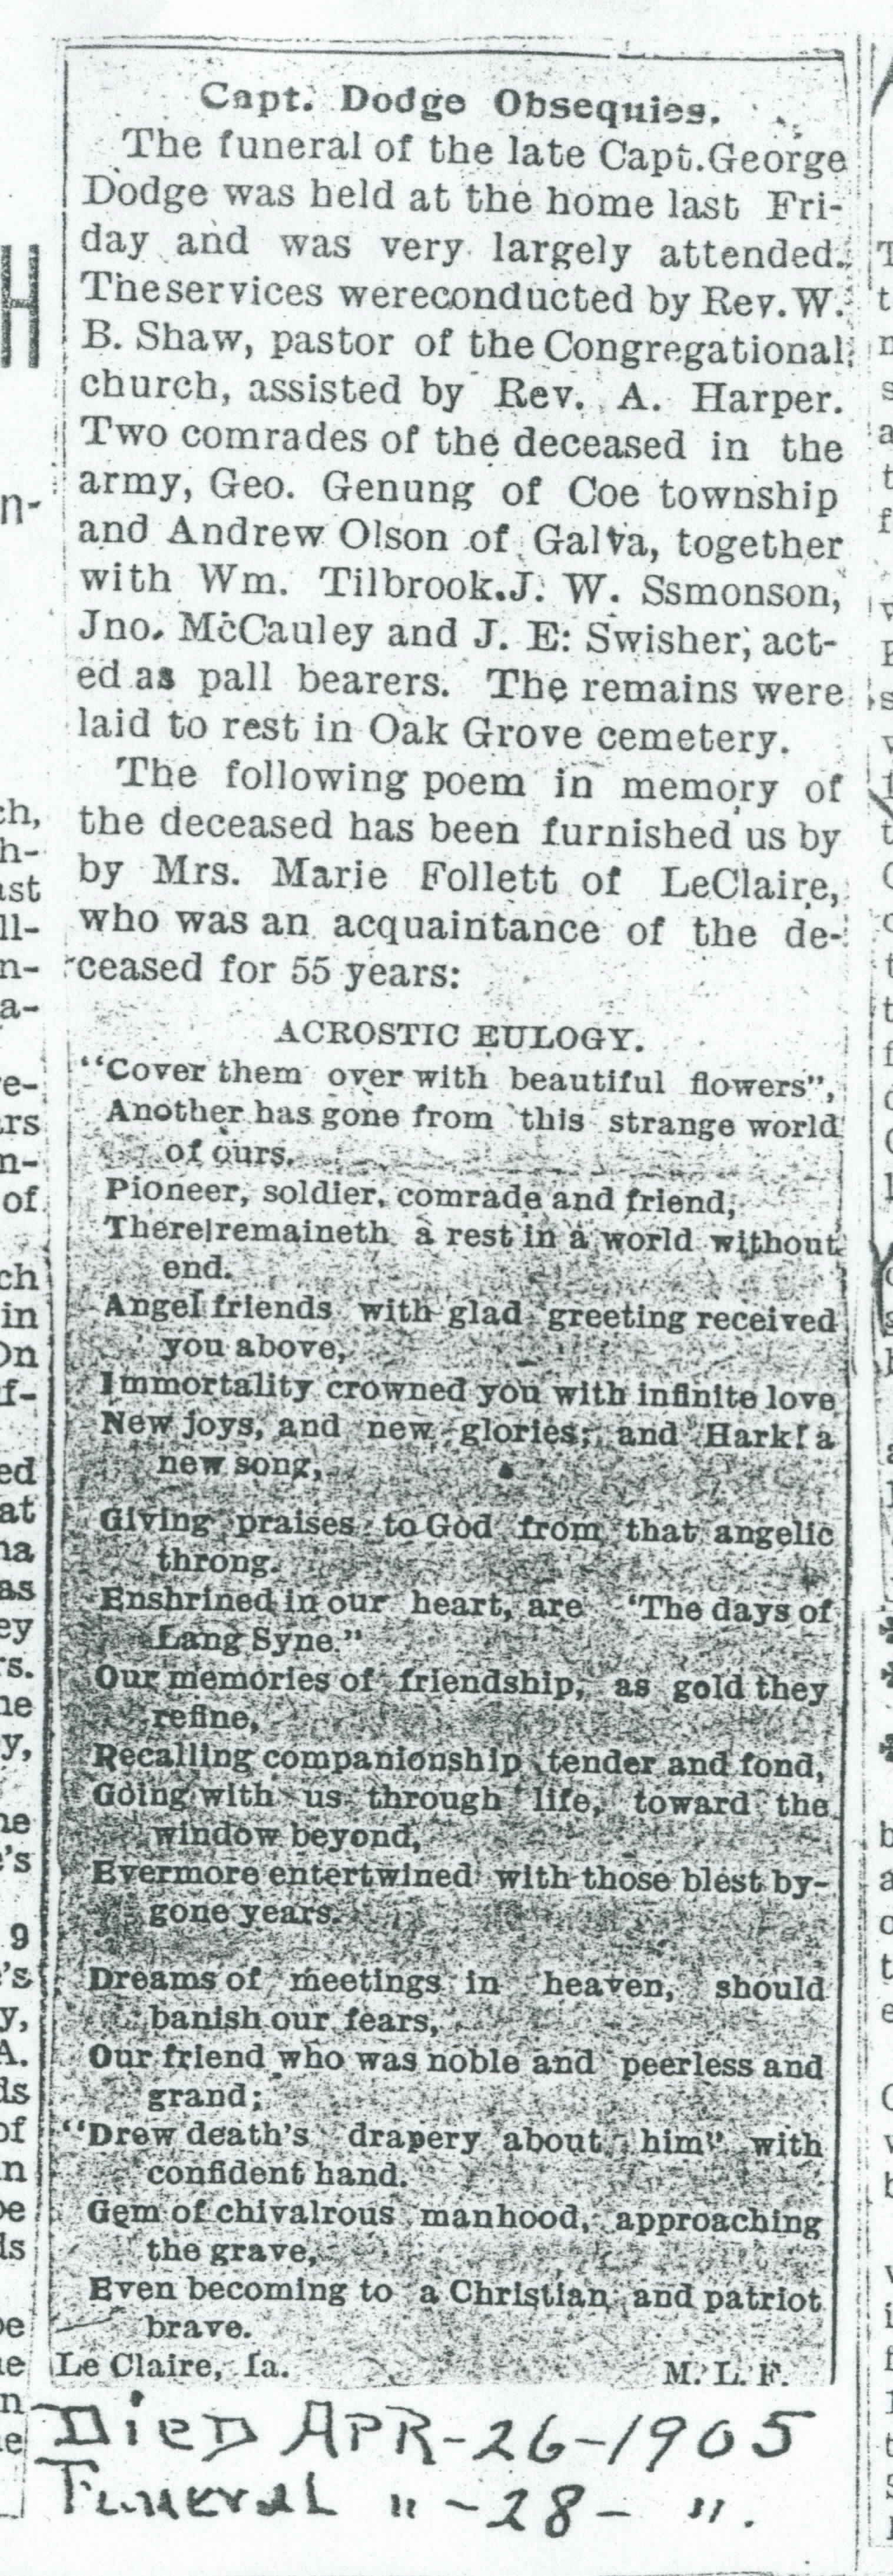 Capt. Dodge Obsequies.
The funeral of the late Capt. George
Dodge was held at the home last Fri-
day and was very largely attended.
The services were conducted by Rev. W.
B. Shaw, pastor of the Congregational
church, assisted by Rev. A. Harper.
Two comrades of the deceased in the
army, Geo. Genung of Coe township
and Andrew Olson of Galva, together
with Wm. Tilbrook. J. W. Ssmonson,
Jno. McCauley and J. E. Swisher, act-
ed as pall bearers. The remains were
laid to rest in Oak Grove cemetery.
The following poem in memory of
the deceased has been furnished us by
by Mrs. Marie Follett of LeClaire,
who was an acquaintance of the de-
ceased for 55 years:
ACROSTIC EULOGY.
"Cover them over with beautiful flowers",
Another has gone from this strange world
of ours.
Pioneer, soldier, comrade and friend,
There remaineth a rest in a world without
end.
Angel friends with glad greeting received
you above,
Immortality crowned you with infinite love
New joys, and new glories, and Hark! a
new song,
Giving praises to God from that angelic
throng.
Enshrined in our heart, are 'The days of
Lang Syne."
Our memories of friendship, as gold they
refine,
Recalling companionship tender and fond,
Going with us through life, toward the
window beyond,
Evermore entertwined with those blest by-
gone years.
Dreams of meetings in heaven, should
banish our fears,
Our friend who was noble and peerless and
grand;
"Drew death's drapery about him" with
confident hand.
Gem of chivalrous manhood, approaching
the grave,
Even becoming to a Christian and patriot
brave.
Le Claire, Ia. M. L. F.
Died APR-26-1905
Funeral "-28-".